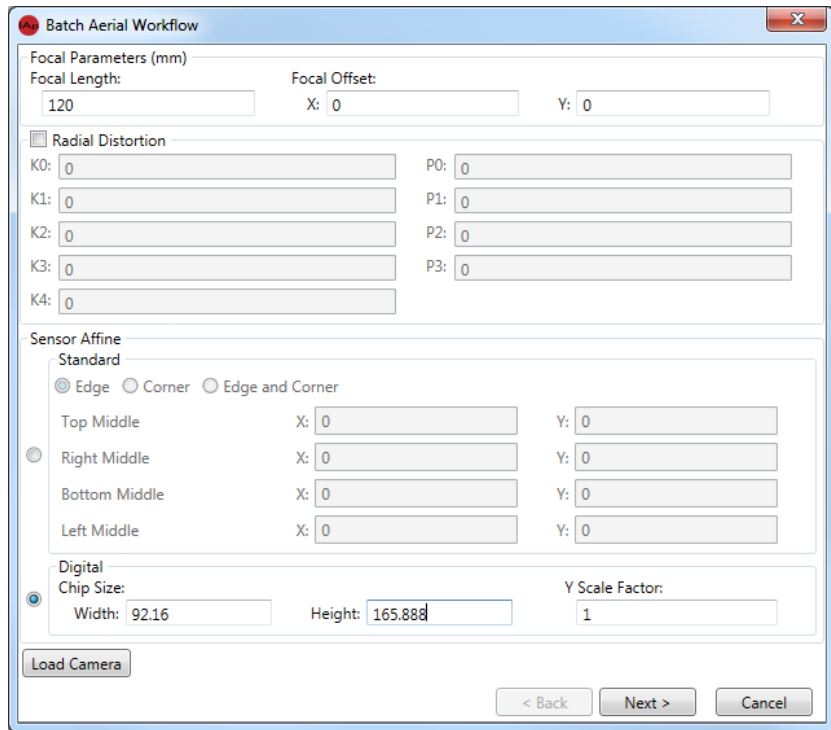 Batch Aerial Workflow
Focal Parameters (mm)
Focal Length: Focal Offset:
120 X: 0 Y: 0
Radial Distortion
K0: 0 P0: 0
K1: 0 P1: 0
K2: 0 P2: 0
K3: 0 P3: 0
K4: 0
Sensor Affine
Standard
Edge Corner Edge and Corner
Top Middle X: 0 Y: 0
Right Middle X: 0 Y: 0
Bottom Middle X: 0 Y: 0
Left Middle X: 0 Y: 0
Digital
Chip Size: Y Scale Factor:
Width: 92.16 Height: 165.888 1
Load Camera
< Back Next > Cancel